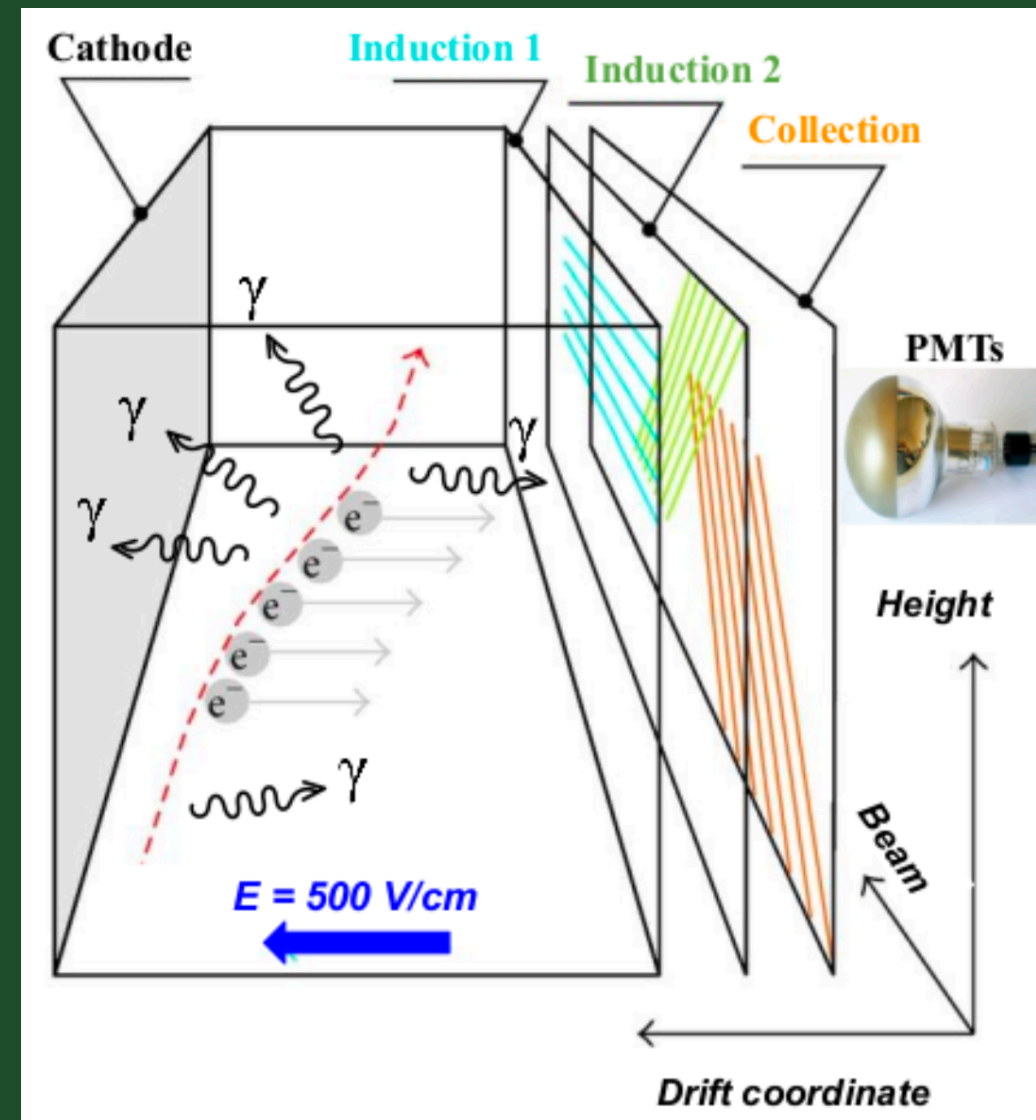 Cathode
Induction 1
Induction 2
Collection
γ
PMTs
γ
γ
γ
e⁻
e⁻
Height
e⁻
e⁻
e⁻
γ
Beam
E = 500 V/cm
Drift coordinate